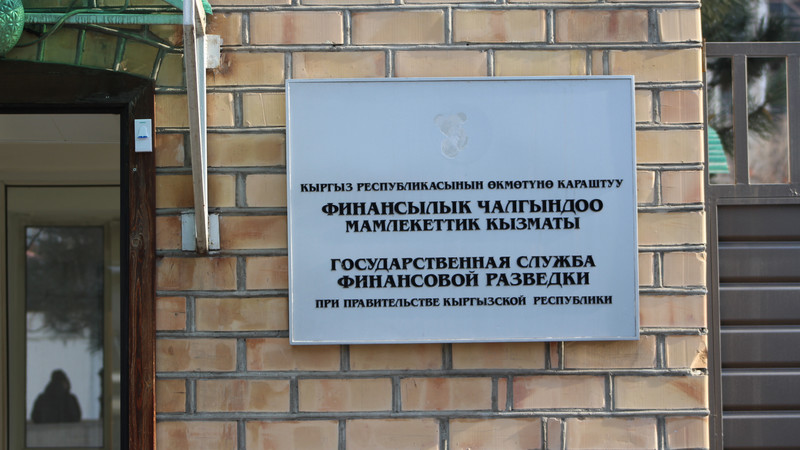 КЫРГЫЗ РЕСПУБЛИКАСЫНЫН ӨКМӨТҮНӨ КАРАШТУУ
ФИНАНСЫЛЫК ЧАЛГЫНДОО
МАМЛЕКЕТТИК КЫЗМАТЫ
ГОСУДАРСТВЕННАЯ СЛУЖБА
ФИНАНСОВОЙ РАЗВЕДКИ
ПРИ ПРАВИТЕЛЬСТВЕ КЫРГЫЗСКОЙ РЕСПУБЛИКИ